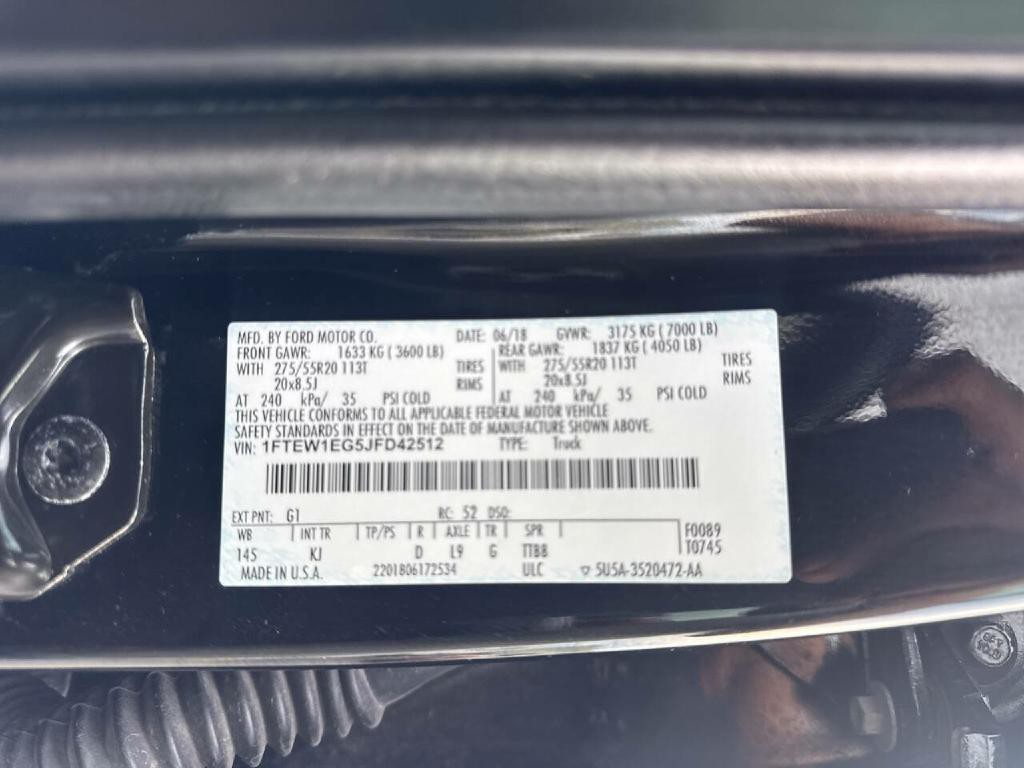 MFD. BY FORD MOTOR CO. DATE: 06/18 GVWR: 3175 KG (7000 LB)
FRONT GAWR: 1633 KG (3600 LB) REAR GAWR: 1837 KG (4050 LB)
WITH 275/55R20 113T TIRES WITH 275/55R20 113T TIRES
20x8.5J RIMS 20x8.5J RIMS
AT 240 kPa/ 35 PSI COLD AT 240 kPa/ 35 PSI COLD
THIS VEHICLE CONFORMS TO ALL APPLICABLE FEDERAL MOTOR VEHICLE
SAFETY STANDARDS IN EFFECT ON THE DATE OF MANUFACTURE SHOWN ABOVE.
VIN: 1FTEW1EG5JFD42512 TYPE: Truck
EXT PNT: G1 RC: 52 DSO:
WB INT TR TP/PS R AXLE TR SPR F0089
145 KJ D L9 G TTBB T0745
MADE IN U.S.A. 2201806172534 ULC ▽ 5U5A-3520472-AA